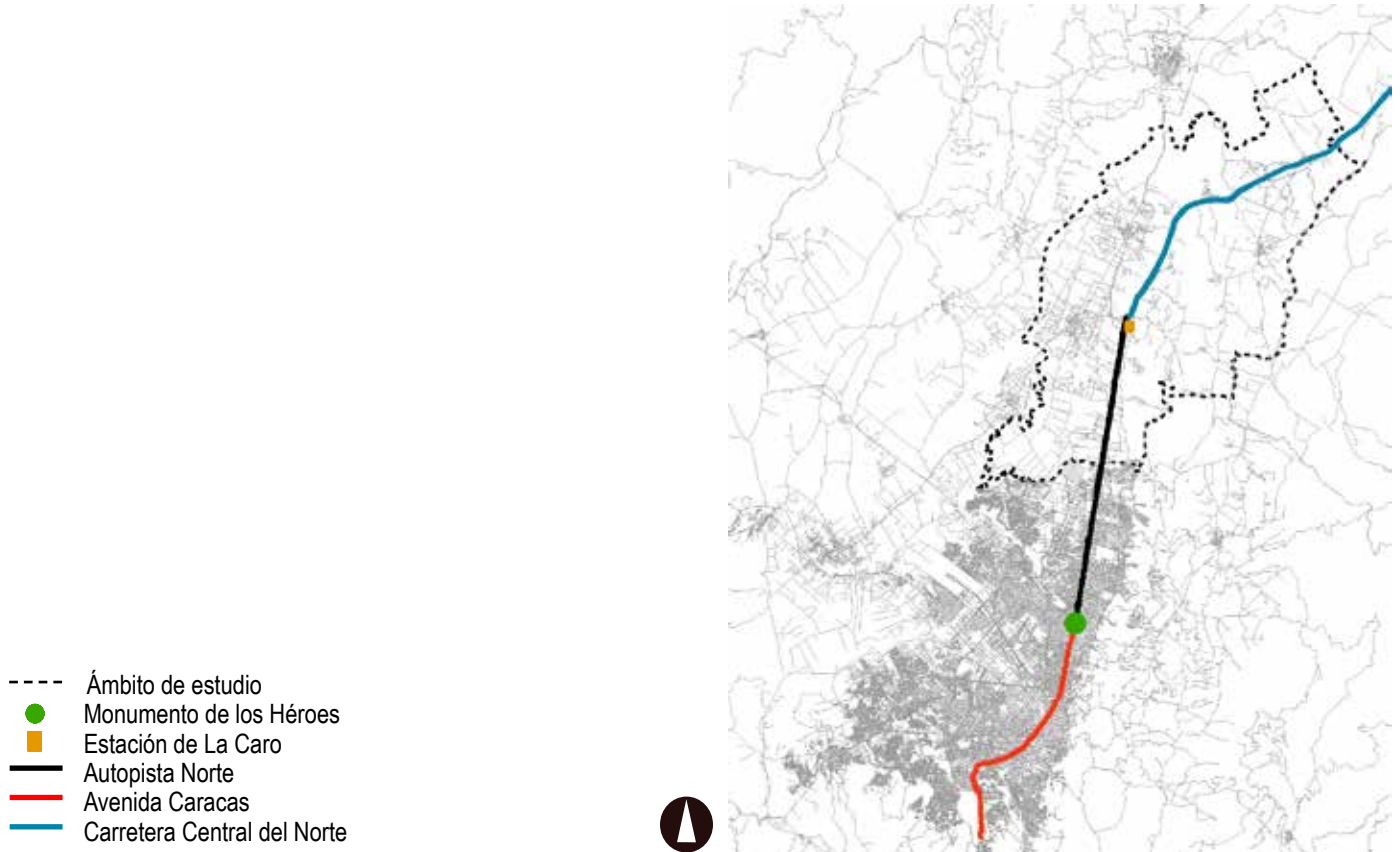 Ámbito de estudio
Monumento de los Héroes
Estación de La Caro
Autopista Norte
Avenida Caracas
Carretera Central del Norte